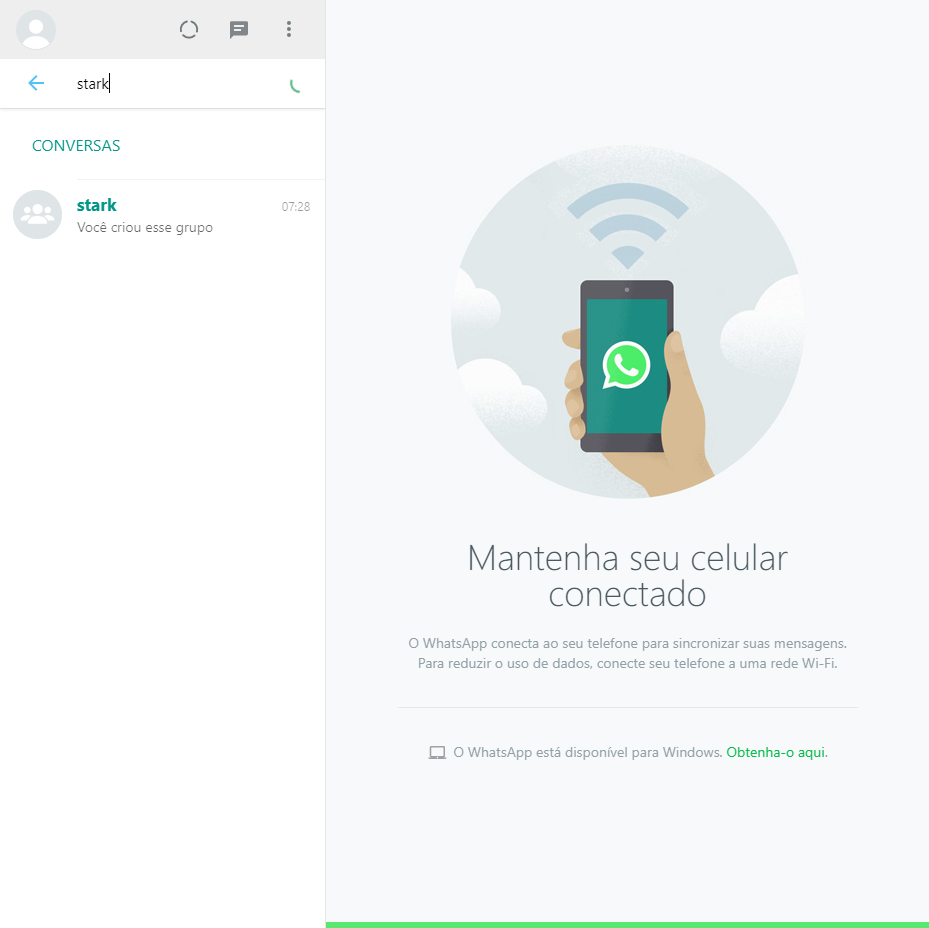 stark
CONVERSAS
stark 07:28
Você criou esse grupo
Mantenha seu celular
conectado
O WhatsApp conecta ao seu telefone para sincronizar suas mensagens.
Para reduzir o uso de dados, conecte seu telefone a uma rede Wi-Fi.
O WhatsApp está disponível para Windows. Obtenha-o aqui.